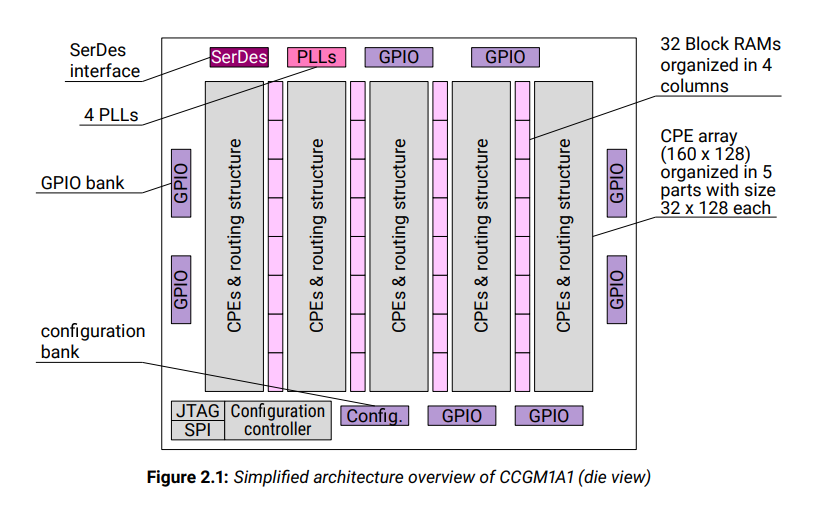 SerDes
interface
4 PLLs
GPIO bank
configuration
bank
SerDes
PLLs
GPIO
GPIO
GPIO
GPIO
CPEs & routing structure
CPEs & routing structure
CPEs & routing structure
CPEs & routing structure
CPEs & routing structure
GPIO
GPIO
JTAG
SPI
Configuration
controller
Config.
GPIO
GPIO
32 Block RAMs
organized in 4
columns
CPE array
(160 x 128)
organized in 5
parts with size
32 x 128 each
Figure 2.1: Simplified architecture overview of CCGM1A1 (die view)